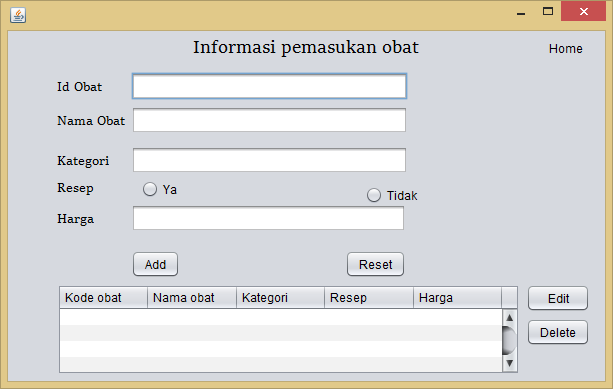 Informasi pemasukan obat
Home
Id Obat
Nama Obat
Kategori
Resep Ya Tidak
Harga
Add Reset
Kode obat Nama obat Kategori Resep Harga
Edit
Delete